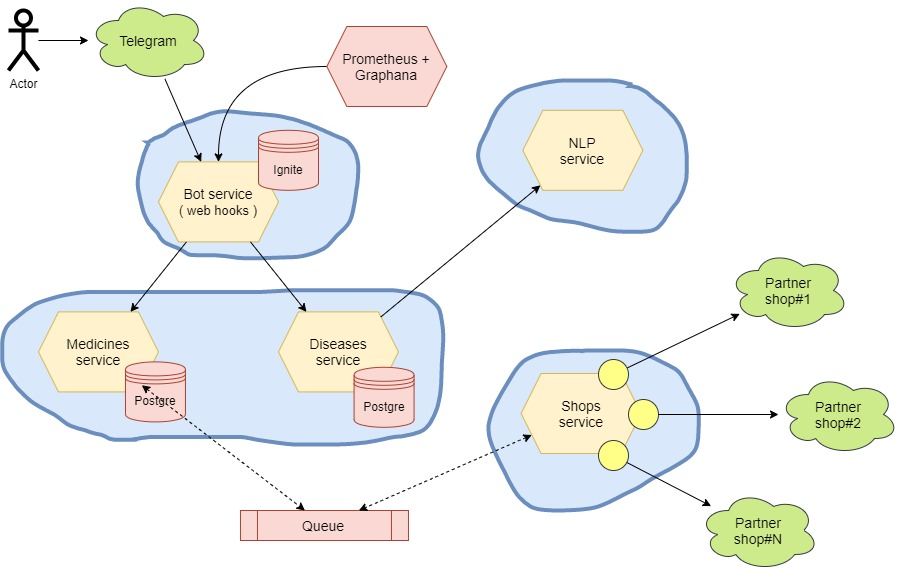 Actor
Telegram
Prometheus +
Graphana
Ignite
Bot service
( web hooks )
NLP
service
Medicines
service
Postgre
Diseases
service
Postgre
Shops
service
Partner
shop#1
Partner
shop#2
Partner
shop#N
Queue